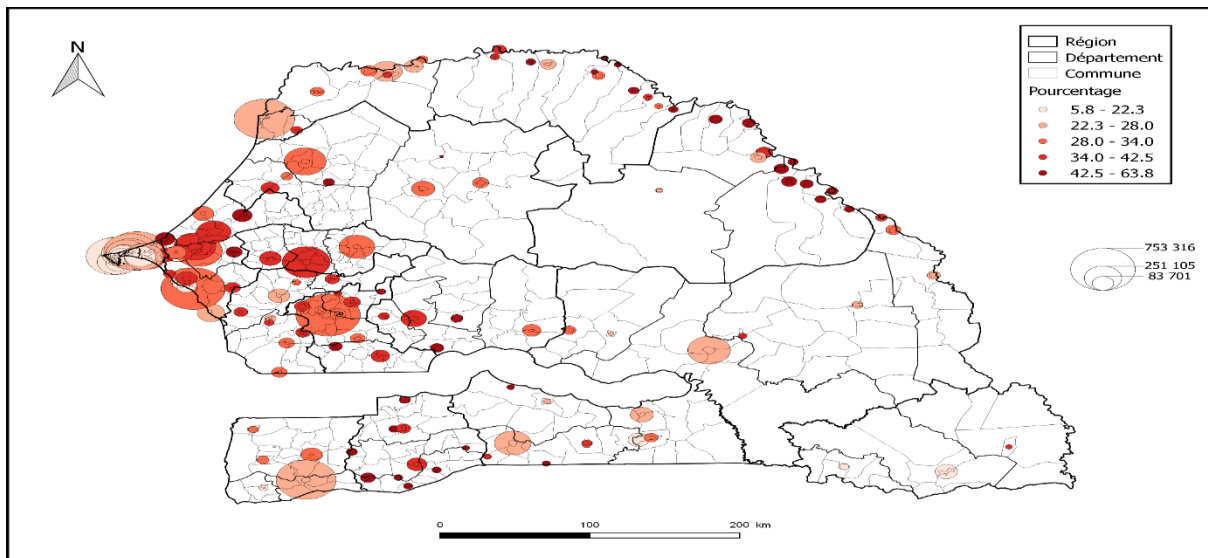 N
Région
Département
Commune
Pourcentage
5.8 - 22.3
22.3 - 28.0
28.0 - 34.0
34.0 - 42.5
42.5 - 63.8
753 316
251 105
83 701
0 100 200 km